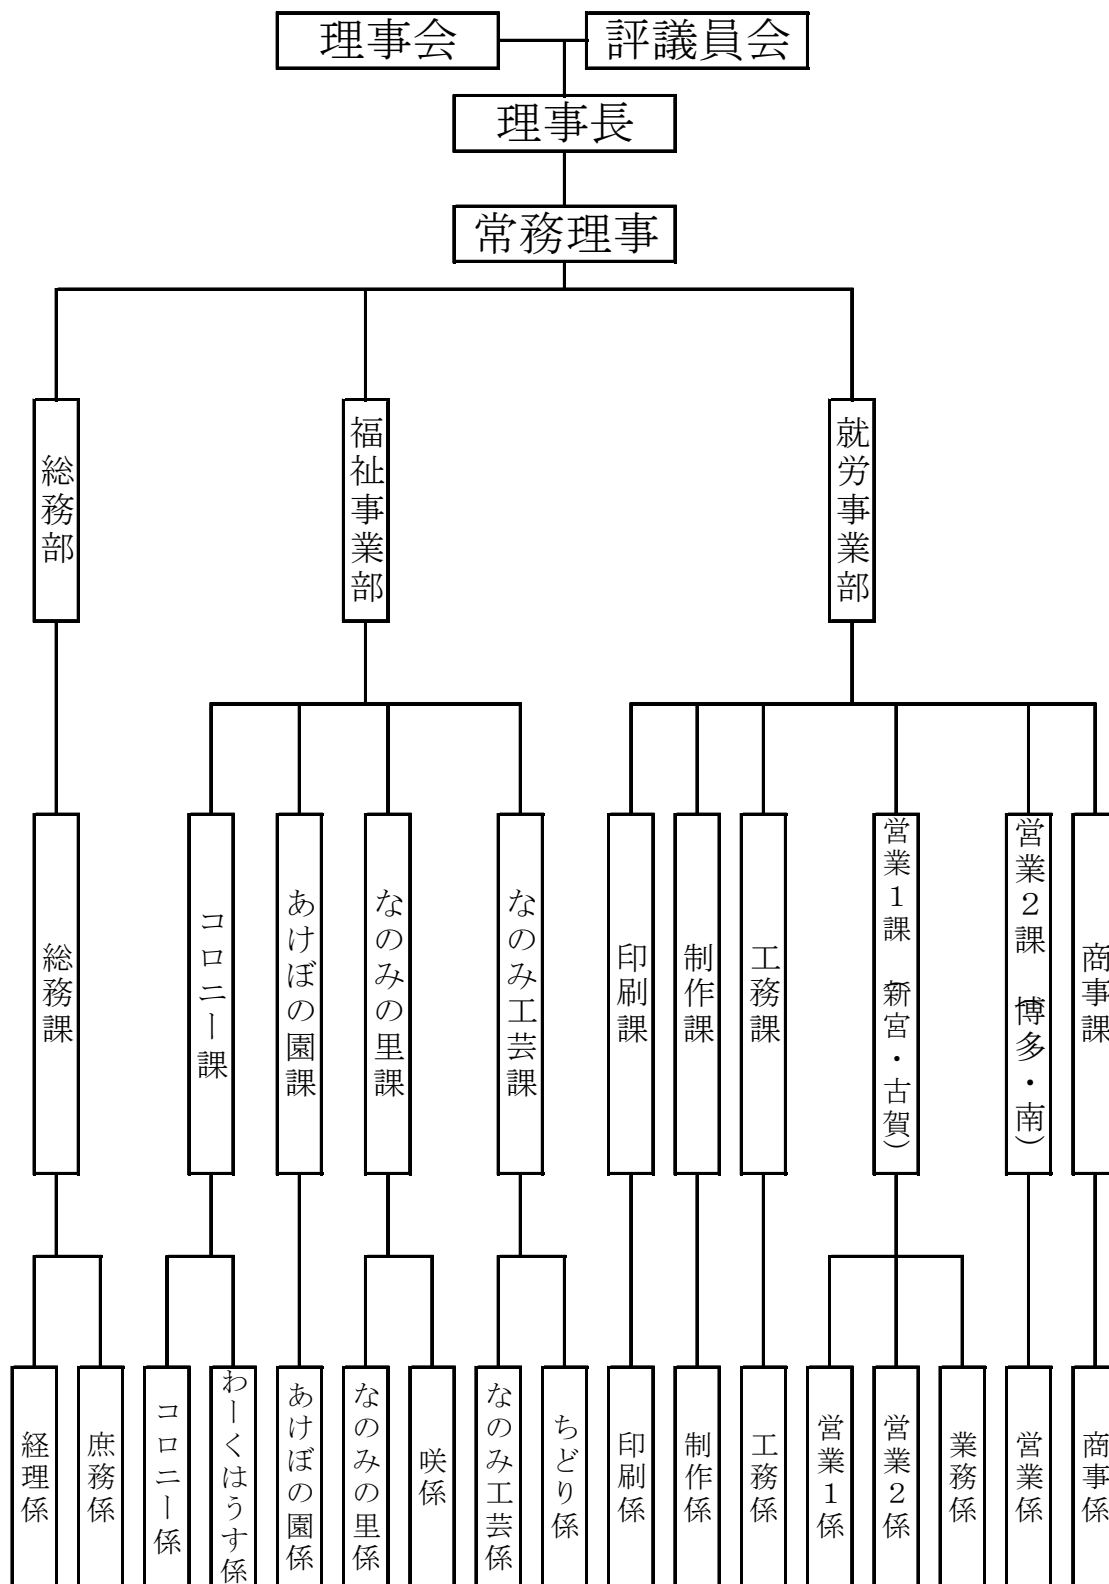 理事会
評議員会
理事長
常務理事
総務部
福祉事業部
就労事業部
総務課
コロニー課
あけぼの園課
なのみの里課
なのみ工芸課
印刷課
制作課
工務課
営業1課（新宮・古賀）
営業2課（博多・南）
商事課
経理係
庶務係
コロニー係
わーくはうす係
あけぼの園係
なのみの里係
咲係
なのみ工芸係
ちどり係
印刷係
制作係
工務係
営業1係
営業2係
業務係
営業係
商事係